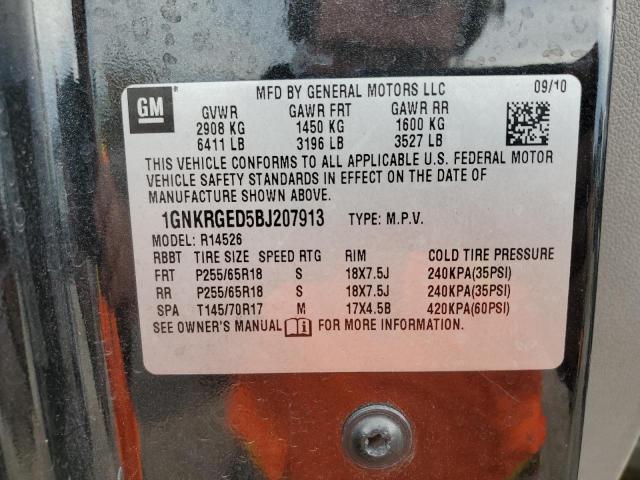 GM
MFD BY GENERAL MOTORS LLC 09/10
GVWR GAWR FRT GAWR RR
2908 KG 1450 KG 1600 KG
6411 LB 3196 LB 3527 LB
THIS VEHICLE CONFORMS TO ALL APPLICABLE U.S. FEDERAL MOTOR
VEHICLE SAFETY STANDARDS IN EFFECT ON THE DATE OF
MANUFACTURE SHOWN ABOVE.
1GNKRGED5BJ207913 TYPE: M.P.V.
MODEL: R14526
RBBT TIRE SIZE SPEED RTG RIM COLD TIRE PRESSURE
FRT P255/65R18 S 18X7.5J 240KPA(35PSI)
RR P255/65R18 S 18X7.5J 240KPA(35PSI)
SPA T145/70R17 M 17X4.5B 420KPA(60PSI)
SEE OWNER'S MANUAL FOR MORE INFORMATION.